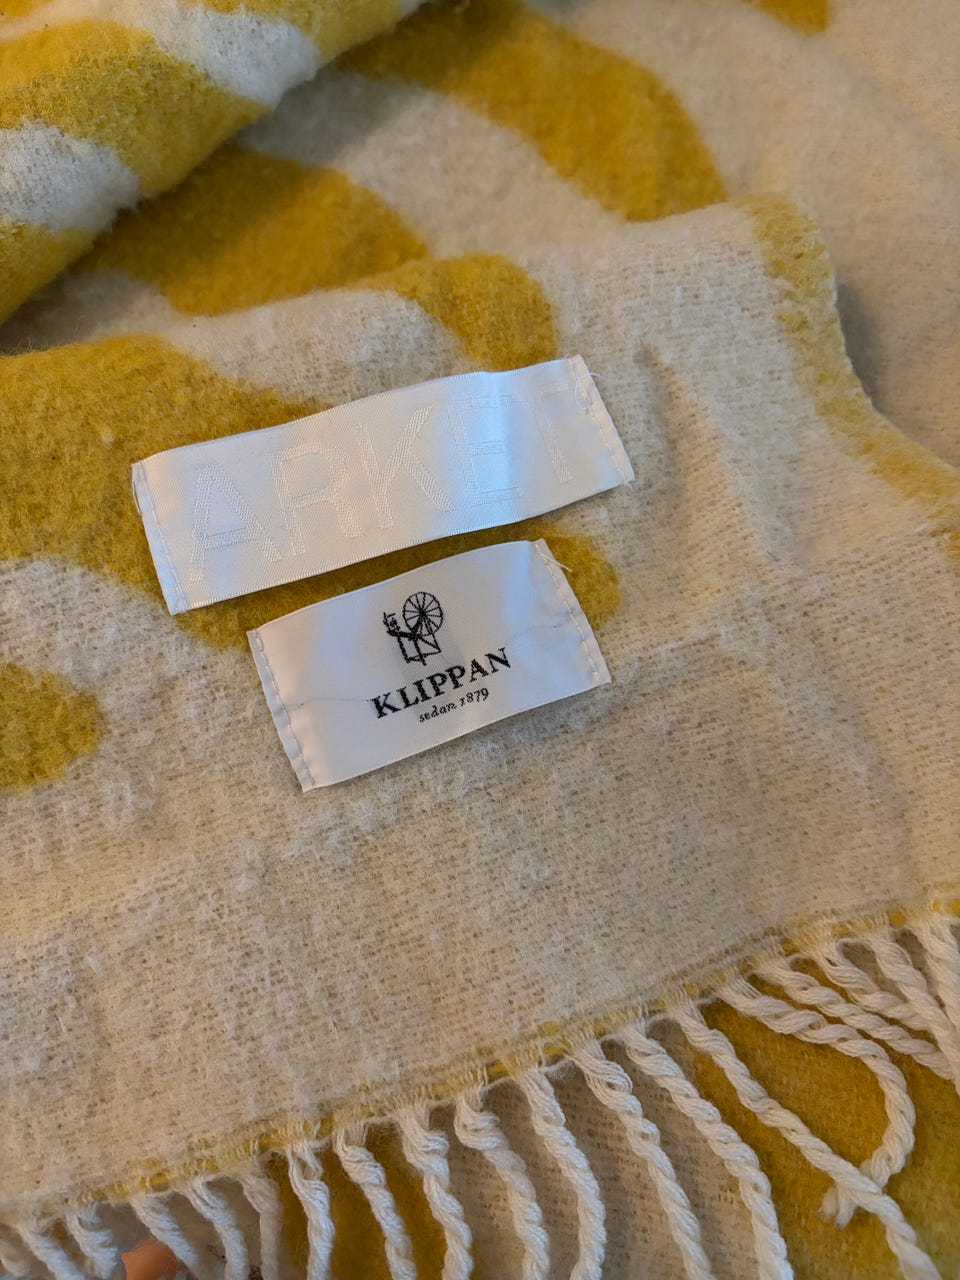 ARKET
KLIPPAN
sedan 1879